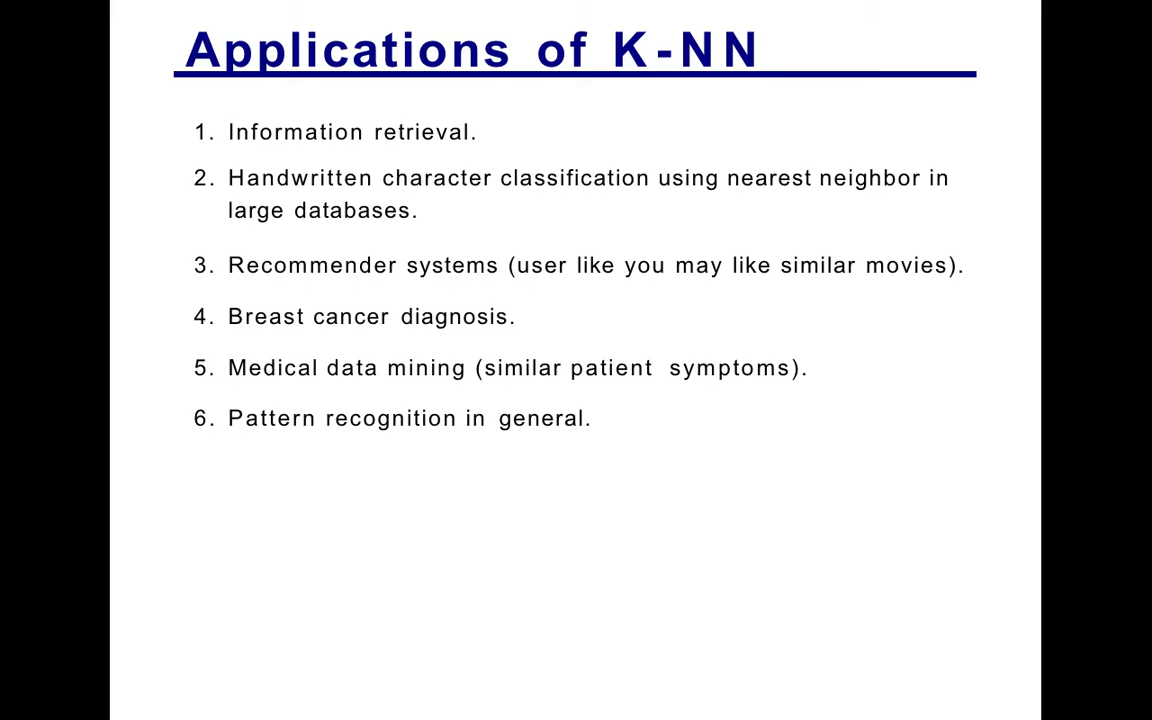 Applications of K-NN
1. Information retrieval.
2. Handwritten character classification using nearest neighbor in
large databases.
3. Recommender systems (user like you may like similar movies).
4. Breast cancer diagnosis.
5. Medical data mining (similar patient symptoms).
6. Pattern recognition in general.